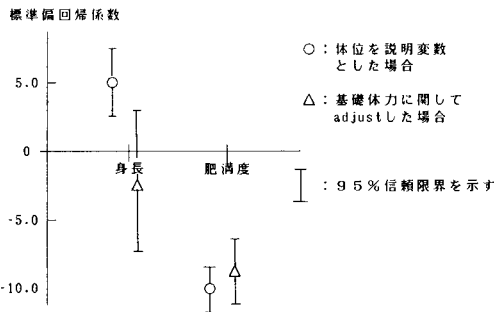 標準偏回帰係数
○：体位を説明変数
とした場合
5.0
△：基礎体力に関して
adjustした場合
0
身長
肥満度
：９５%信頼限界を示す
-5.0
-10.0